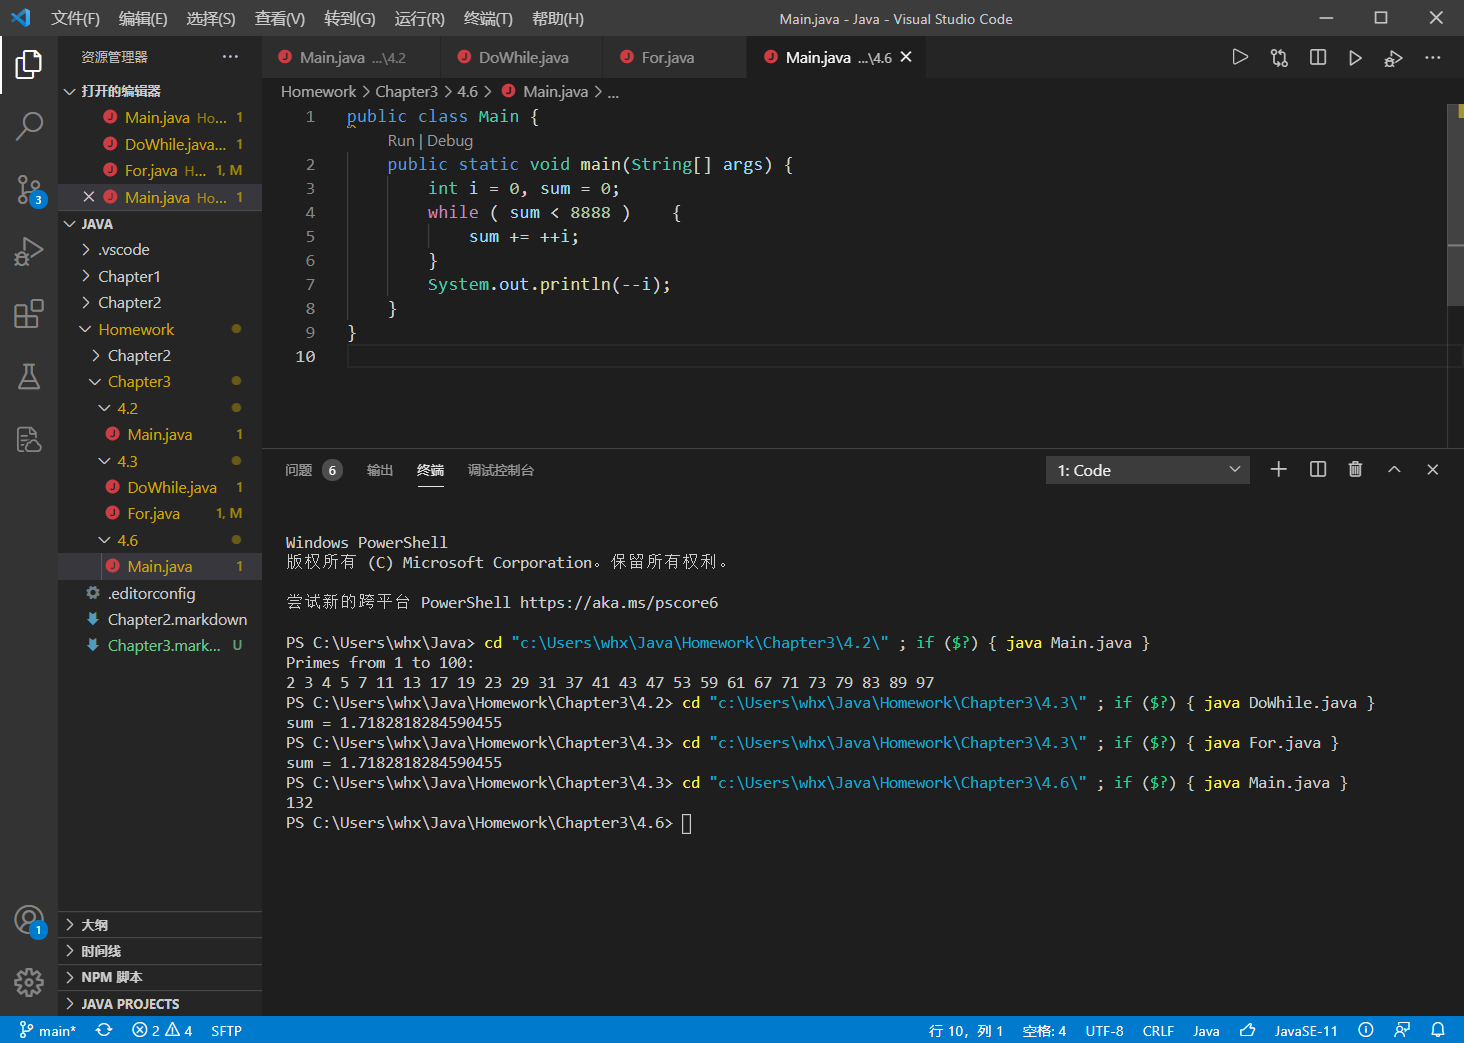 文件(F) 编辑(E) 选择(S) 查看(V) 转到(G) 运行(R) 终端(T) 帮助(H) Main.java - Java - Visual Studio Code
资源管理器 ···
打开的编辑器
Main.java Ho... 1
DoWhile.java... 1
For.java H... 1, M
Main.java Ho... 1
JAVA
.vscode
Chapter1
Chapter2
Homework
Chapter2
Chapter3
4.2
Main.java 1
4.3
DoWhile.java 1
For.java 1, M
4.6
Main.java 1
.editorconfig
Chapter2.markdown
Chapter3.mark... U
大纲
时间线
NPM 脚本
JAVA PROJECTS
3
1
Main.java ...\4.2 DoWhile.java For.java Main.java ...\4.6
Homework > Chapter3 > 4.6 > Main.java > ...
1 public class Main {
Run | Debug
2 public static void main(String[] args) {
3 int i = 0, sum = 0;
4 while ( sum < 8888 ) {
5 sum += ++i;
6 }
7 System.out.println(--i);
8 }
9 }
10
问题 6 输出 终端 调试控制台 1: Code
Windows PowerShell
版权所有 (C) Microsoft Corporation。保留所有权利。
尝试新的跨平台 PowerShell https://aka.ms/pscore6
PS C:\Users\whx\Java> cd "c:\Users\whx\Java\Homework\Chapter3\4.2\" ; if ($?) { java Main.java }
Primes from 1 to 100:
2 3 4 5 7 11 13 17 19 23 29 31 37 41 43 47 53 59 61 67 71 73 79 83 89 97
PS C:\Users\whx\Java\Homework\Chapter3\4.2> cd "c:\Users\whx\Java\Homework\Chapter3\4.3\" ; if ($?) { java DoWhile.java }
sum = 1.7182818284590455
PS C:\Users\whx\Java\Homework\Chapter3\4.3> cd "c:\Users\whx\Java\Homework\Chapter3\4.3\" ; if ($?) { java For.java }
sum = 1.7182818284590455
PS C:\Users\whx\Java\Homework\Chapter3\4.3> cd "c:\Users\whx\Java\Homework\Chapter3\4.6\" ; if ($?) { java Main.java }
132
PS C:\Users\whx\Java\Homework\Chapter3\4.6>
main* 2 4 SFTP 行 10，列 1 空格: 4 UTF-8 CRLF Java JavaSE-11